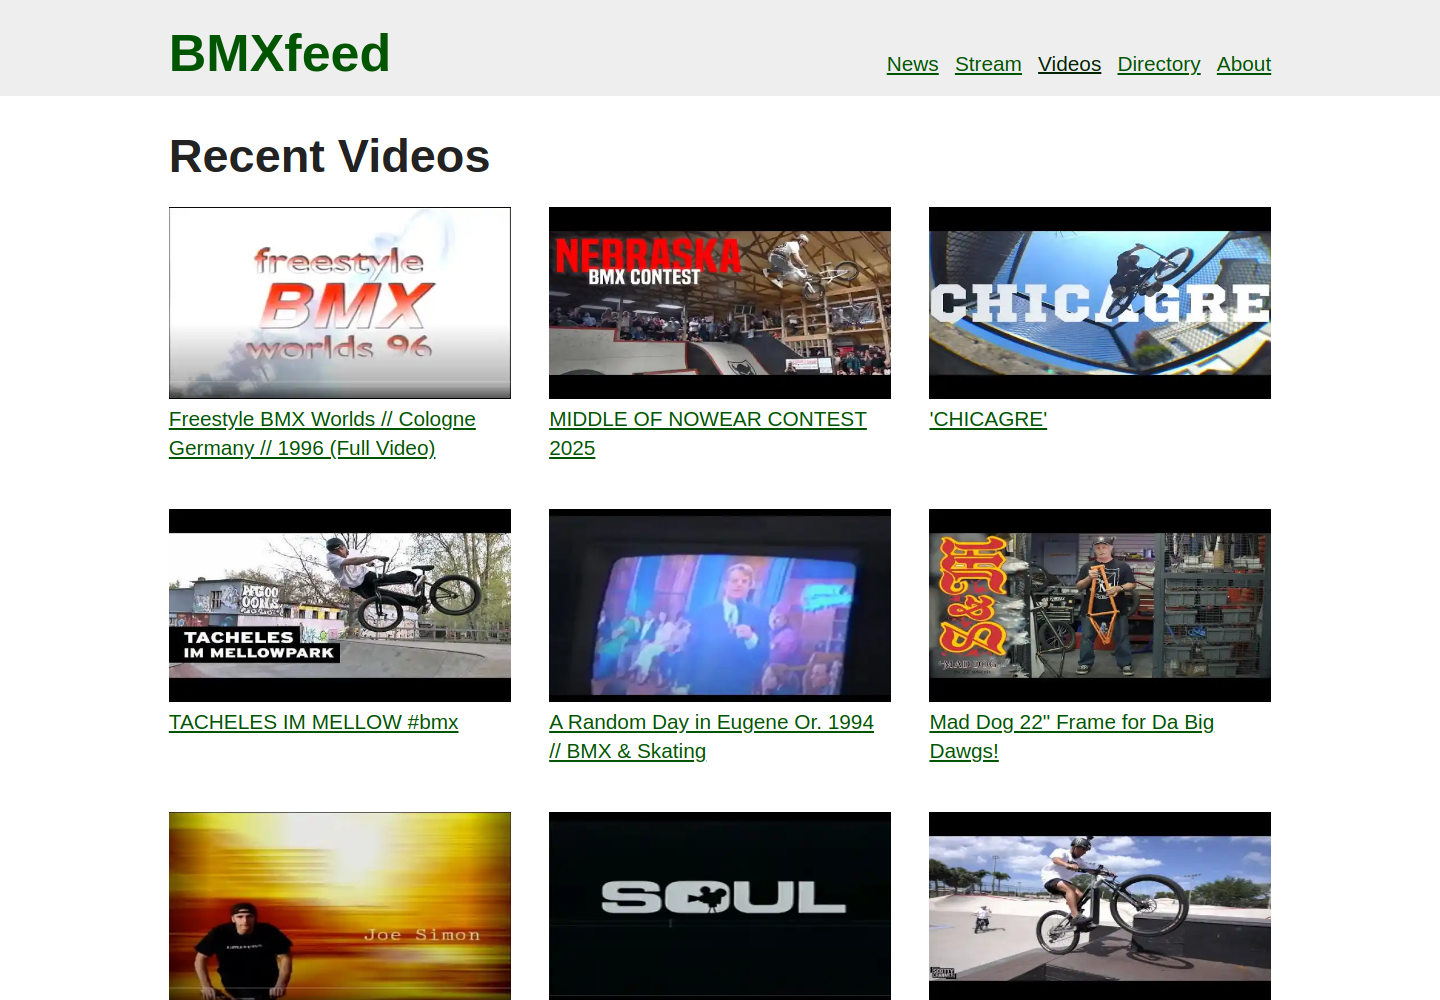 BMXfeed
News Stream Videos Directory About
Recent Videos
freestyle
BMX
worlds 96
NEBRASKA
BMX CONTEST
CHICAGRE
Freestyle BMX Worlds // Cologne
Germany // 1996 (Full Video)
MIDDLE OF NOWEAR CONTEST
2025
'CHICAGRE'
TACHELES
IM MELLOWPARK
S&M
"MAD DOG"
TACHELES IM MELLOW #bmx
A Random Day in Eugene Or. 1994
// BMX & Skating
Mad Dog 22" Frame for Da Big
Dawgs!
Joe Simon
SOUL